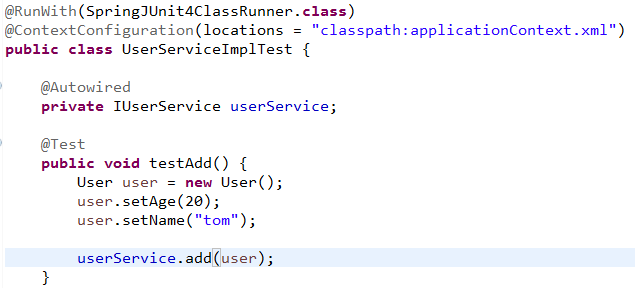 @RunWith(SpringJUnit4ClassRunner.class)
@ContextConfiguration(locations = "classpath:applicationContext.xml")
public class UserServiceImplTest {
@Autowired
private IUserService userService;
@Test
public void testAdd() {
User user = new User();
user.setAge(20);
user.setName("tom");
userService.add(user);
}